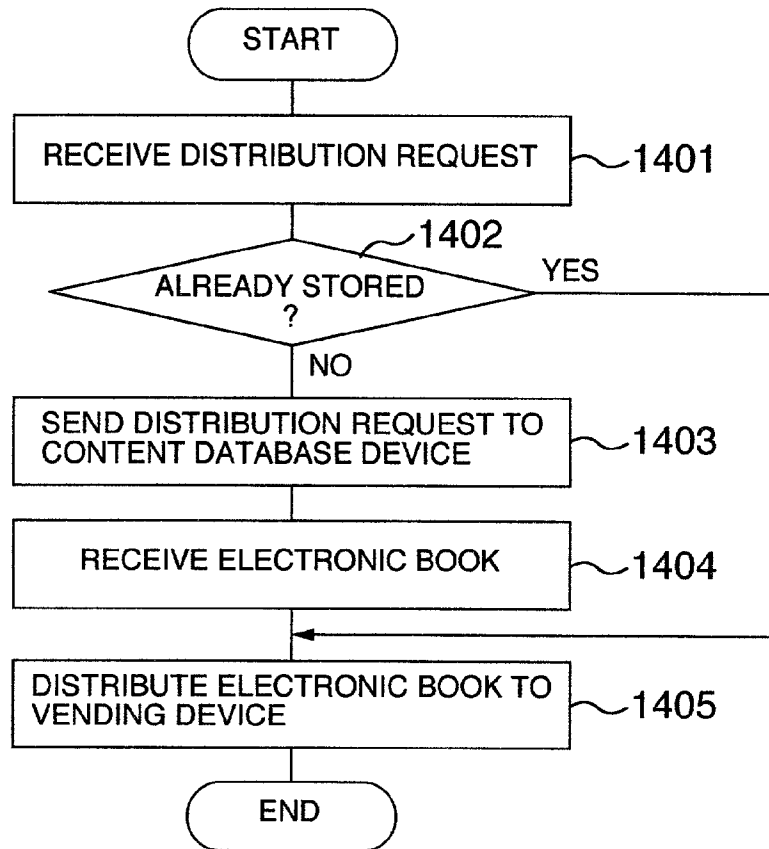 START
RECEIVE DISTRIBUTION REQUEST
1401
1402
ALREADY STORED
?
YES
NO
SEND DISTRIBUTION REQUEST TO
CONTENT DATABASE DEVICE
1403
RECEIVE ELECTRONIC BOOK
1404
DISTRIBUTE ELECTRONIC BOOK TO
VENDING DEVICE
1405
END